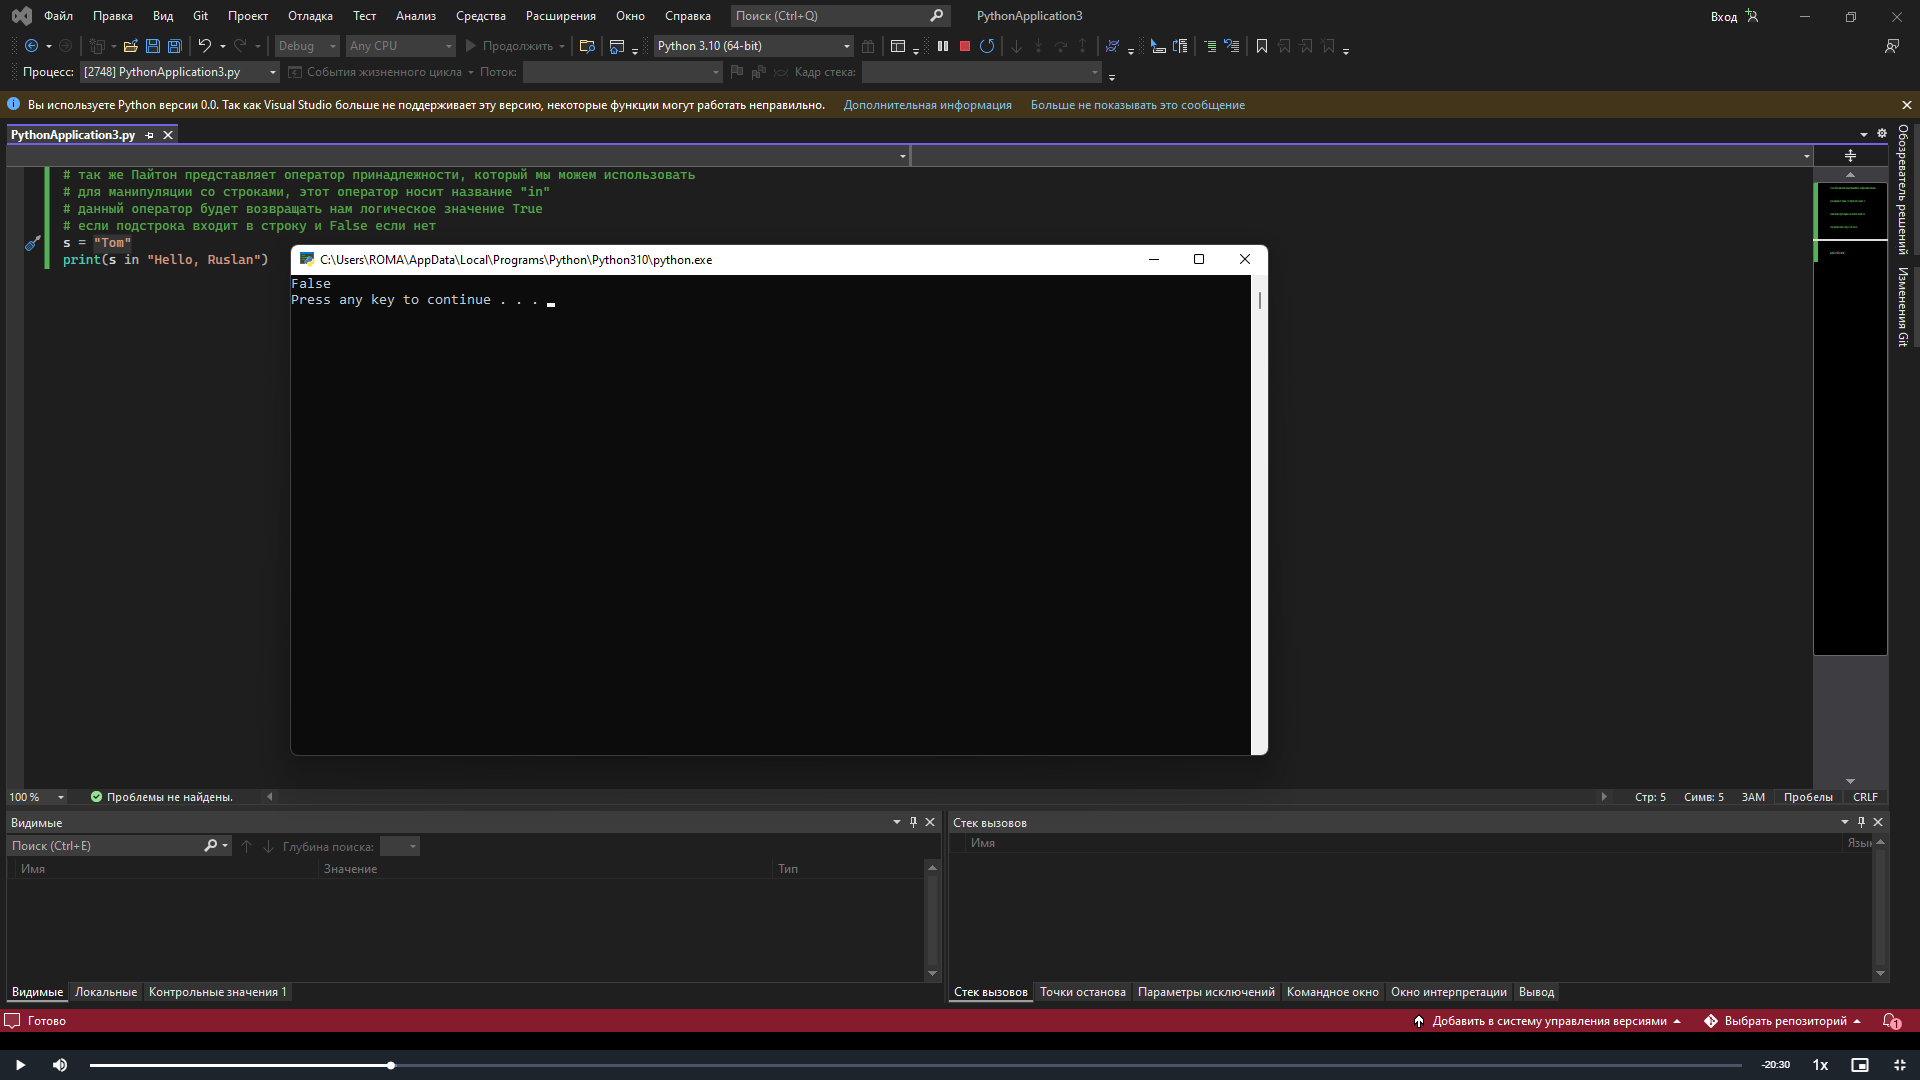 Файл Правка Вид Git Проект Отладка Тест Анализ Средства Расширения Окно Справка Поиск (Ctrl+Q) PythonApplication3 Вход
Debug Any CPU Продолжить Python 3.10 (64-bit)
Процесс: [2748] PythonApplication3.py События жизненного цикла Поток: Кадр стека:
Вы используете Python версии 0.0. Так как Visual Studio больше не поддерживает эту версию, некоторые функции могут работать неправильно. Дополнительная информация Больше не показывать это сообщение
PythonApplication3.py
# так же Пайтон представляет оператор принадлежности, который мы можем использовать
# для манипуляции со строками, этот оператор носит название "in"
# данный оператор будет возвращать нам логическое значение True
# если подстрока входит в строку и False если нет
s = "Tom"
print(s in "Hello, Ruslan")
C:\Users\ROMA\AppData\Local\Programs\Python\Python310\python.exe
False
Press any key to continue . . .
Обозреватель решений
Изменения Git
100 % Проблемы не найдены. Стр: 5 Симв: 5 ЗАМ Пробелы CRLF
Видимые
Поиск (Ctrl+E) Глубина поиска:
Имя Значение Тип
Видимые Локальные Контрольные значения 1
Стек вызовов
Имя Язык
Стек вызовов Точки останова Параметры исключений Командное окно Окно интерпретации Вывод
Готово Добавить в систему управления версиями Выбрать репозиторий 1
-20:30 1x